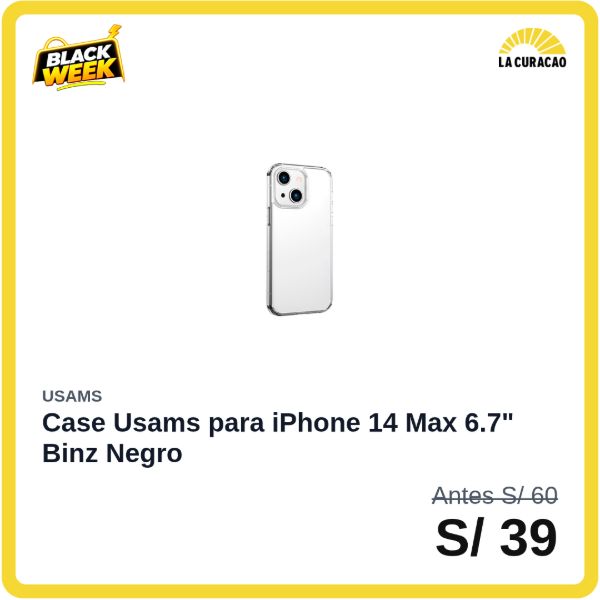 BLACK
WEEK
LA CURACAO
USAMS
Case Usams para iPhone 14 Max 6.7"
Binz Negro
Antes S/ 60
S/ 39